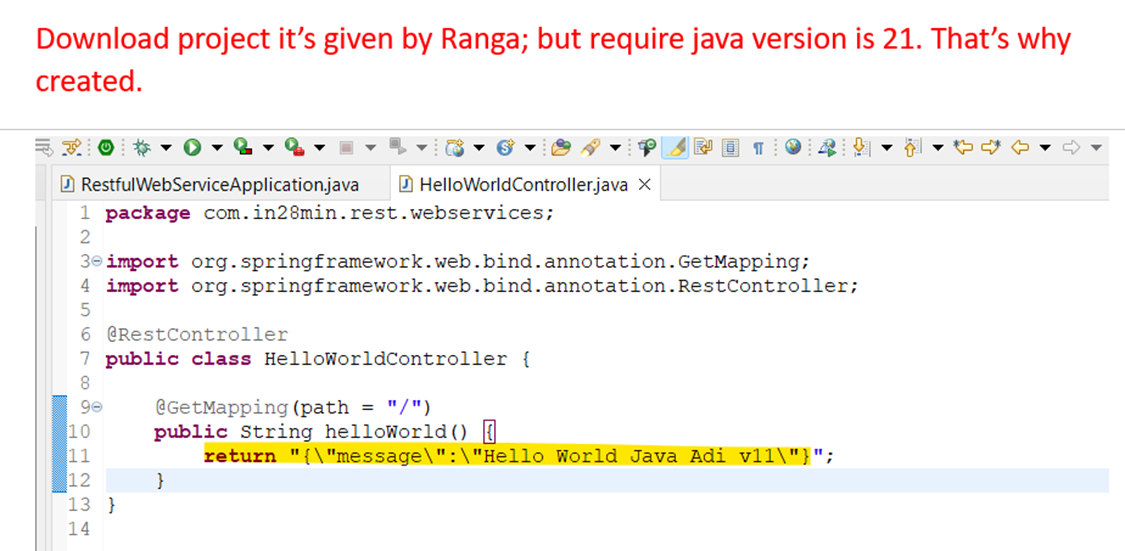 Download project it’s given by Ranga; but require java version is 21. That’s why
created.
RestfulWebServiceApplication.java HelloWorldController.java
1 package com.in28min.rest.webservices;
2
3 import org.springframework.web.bind.annotation.GetMapping;
4 import org.springframework.web.bind.annotation.RestController;
5
6 @RestController
7 public class HelloWorldController {
8
9 @GetMapping(path = "/")
10 public String helloWorld() {
11 return "{\"message\":\"Hello World Java Adi v11\"}";
12 }
13 }
14